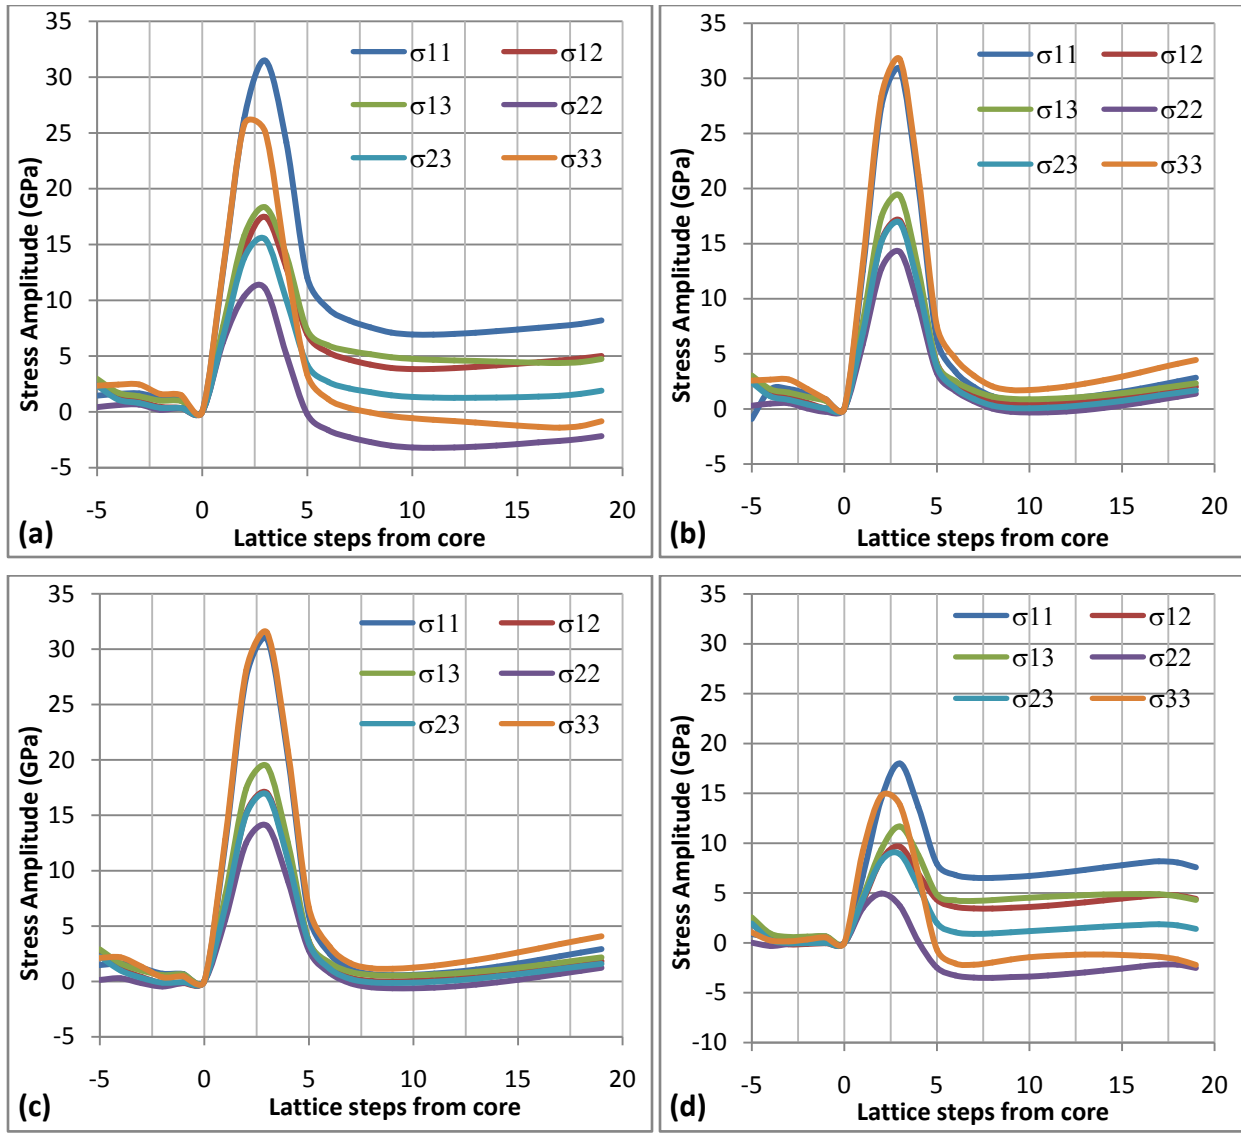 35
30
25
20
15
10
5
0
-5
Stress Amplitude (GPa)
σ11 σ12
σ13 σ22
σ23 σ33
-5 0 5 10 15 20
Lattice steps from core
(a)
35
30
25
20
15
10
5
0
-5
Stress Amplitude (GPa)
σ11 σ12
σ13 σ22
σ23 σ33
-5 0 5 10 15 20
Lattice steps from core
(b)
35
30
25
20
15
10
5
0
-5
Stress Amplitude (GPa)
σ11 σ12
σ13 σ22
σ23 σ33
-5 0 5 10 15 20
Lattice steps from core
(c)
35
30
25
20
15
10
5
0
-5
-10
Stress Amplitude (GPa)
σ11 σ12
σ13 σ22
σ23 σ33
-5 0 5 10 15 20
Lattice steps from core
(d)